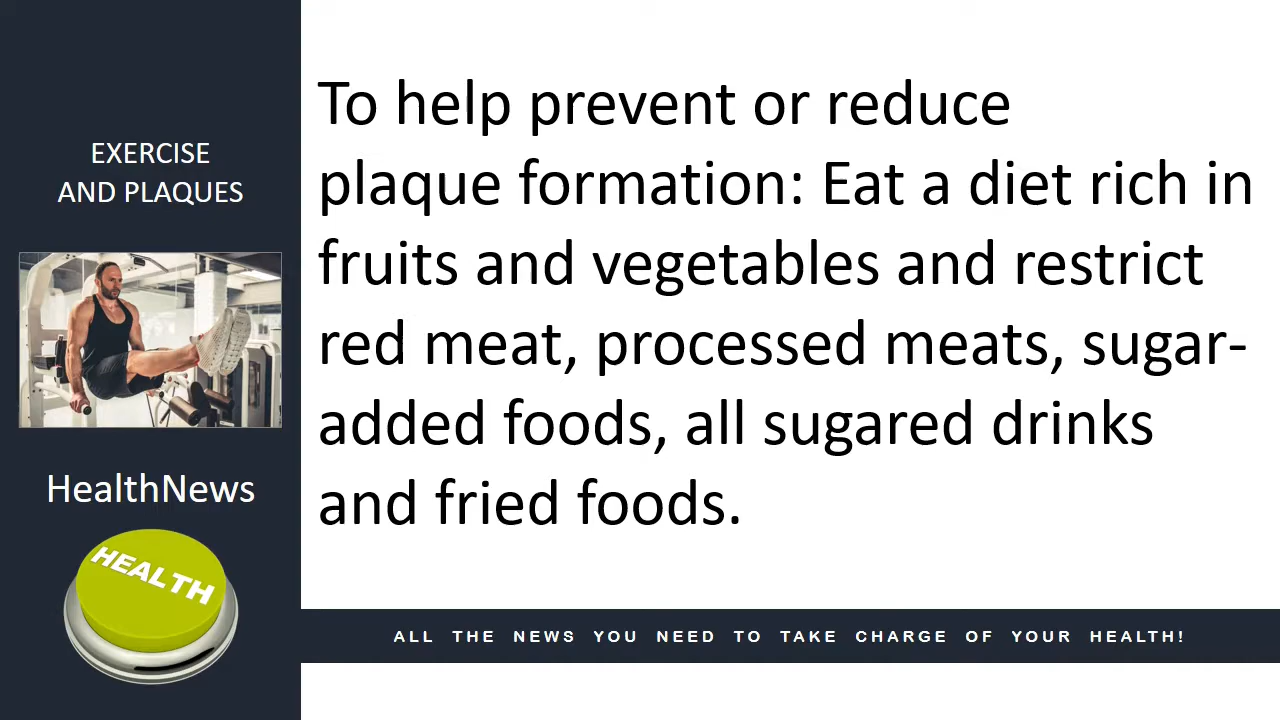 EXERCISE
AND PLAQUES
HealthNews
HEALTH
To help prevent or reduce
plaque formation: Eat a diet rich in
fruits and vegetables and restrict
red meat, processed meats, sugar-
added foods, all sugared drinks
and fried foods.
ALL THE NEWS YOU NEED TO TAKE CHARGE OF YOUR HEALTH!